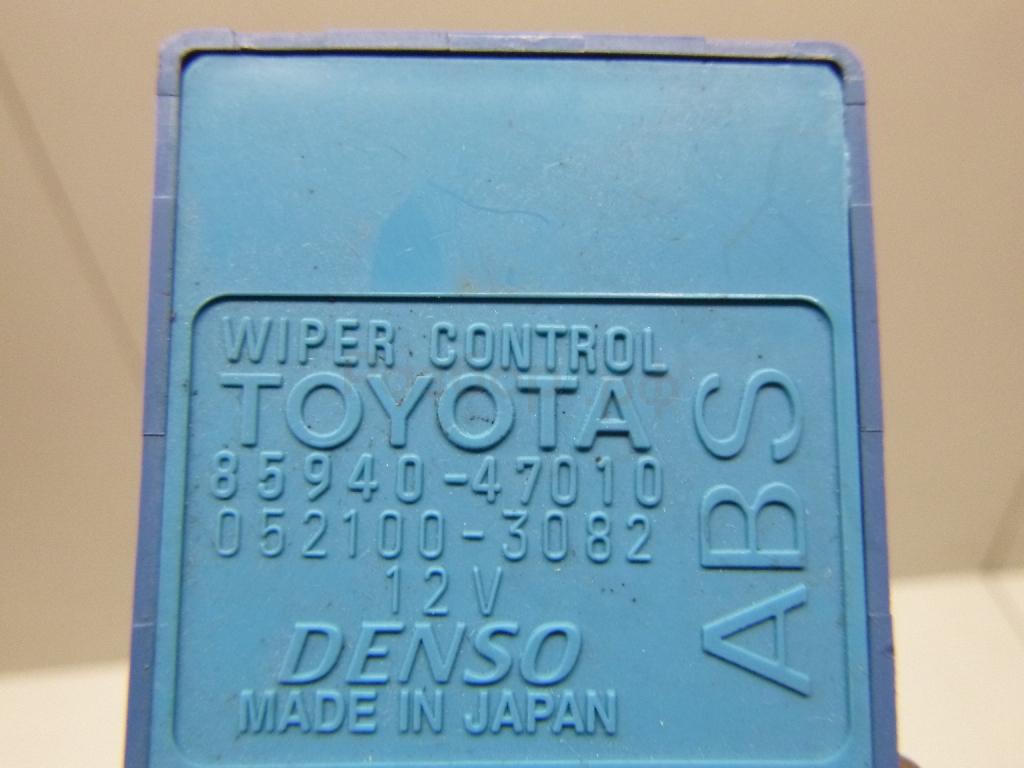 WIPER CONTROL
TOYOTA
85940-47010
052100-3082
12V
DENSO
MADE IN JAPAN
ABS